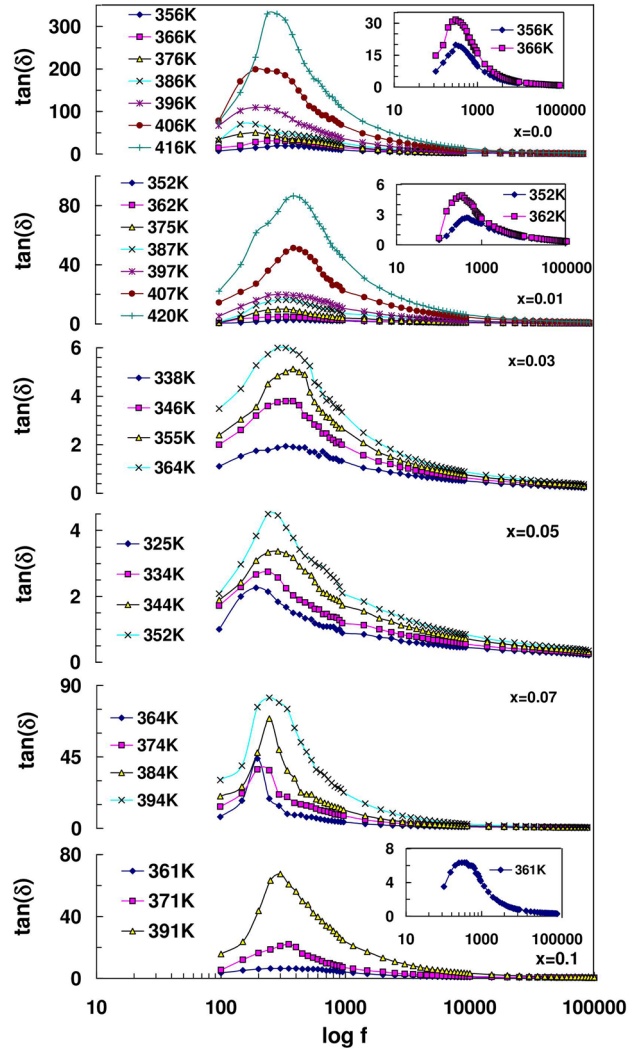 tan(δ)
300
200
100
0
356K
366K
376K
386K
396K
406K
416K
30
15
0
10
1000
100000
356K
366K
x=0.0
tan(δ)
80
40
0
352K
362K
375K
387K
397K
407K
420K
6
3
0
10
1000
100000
352K
362K
x=0.01
tan(δ)
6
4
2
0
338K
346K
355K
364K
x=0.03
tan(δ)
4
2
0
325K
334K
344K
352K
x=0.05
tan(δ)
90
45
0
364K
374K
384K
394K
x=0.07
tan(δ)
80
40
0
361K
371K
391K
8
4
0
10
1000
100000
361K
x=0.1
10
100
1000
10000
100000
log f